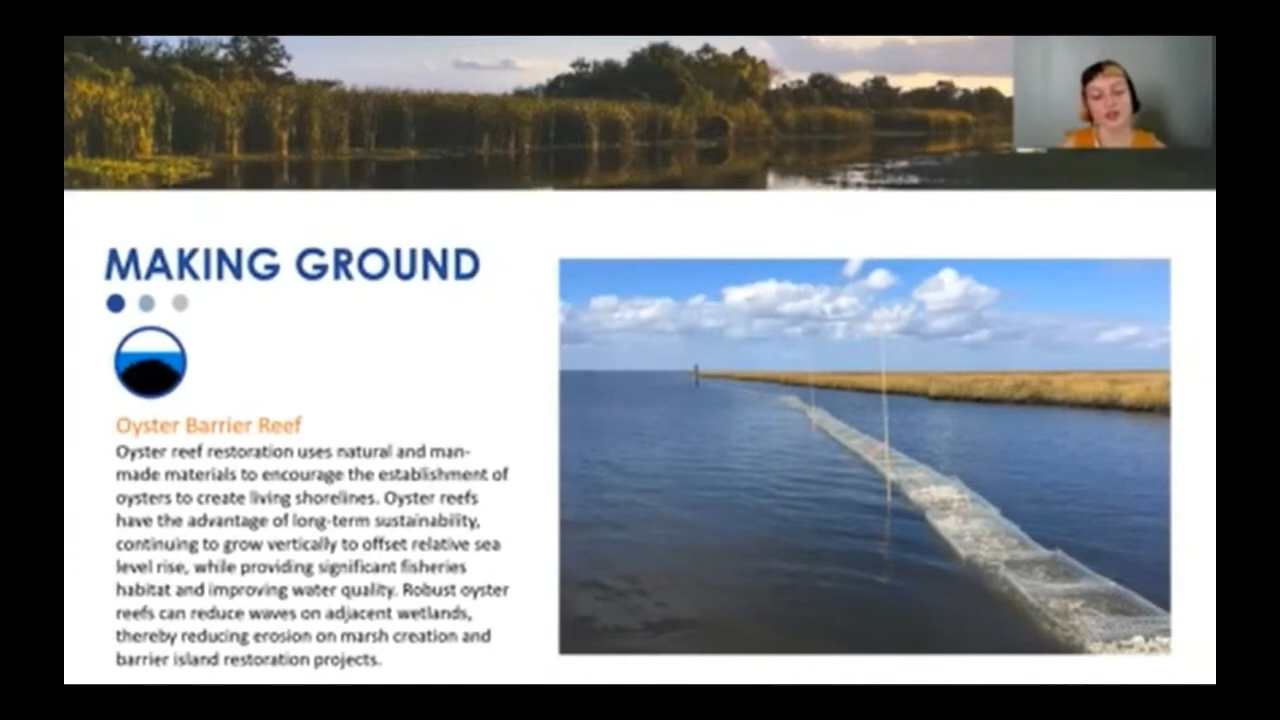 MAKING GROUND
Oyster Barrier Reef
Oyster reef restoration uses natural and man-
made materials to encourage the establishment of
oysters to create living shorelines. Oyster reefs
have the advantage of long-term sustainability,
continuing to grow vertically to offset relative sea
level rise, while providing significant fisheries
habitat and improving water quality. Robust oyster
reefs can reduce waves on adjacent wetlands,
thereby reducing erosion on marsh creation and
barrier island restoration projects.